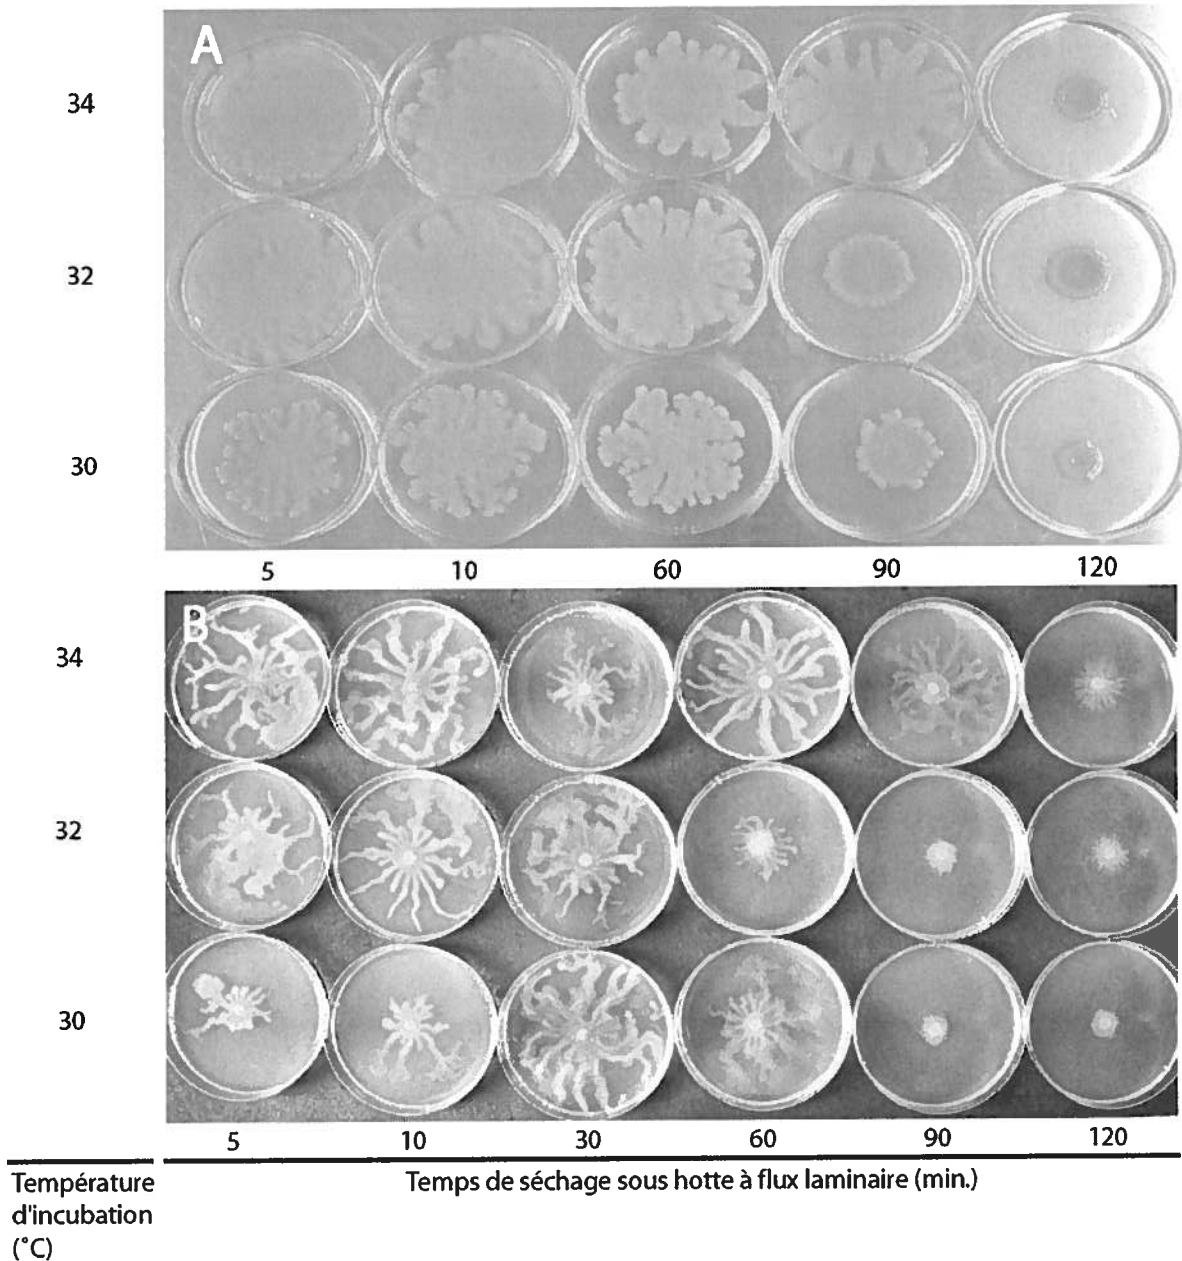 A
34
32
30
5 10 60 90 120
B
34
32
30
5 10 30 60 90 120
Température
d'incubation
(˚C)
Temps de séchage sous hotte à flux laminaire (min.)